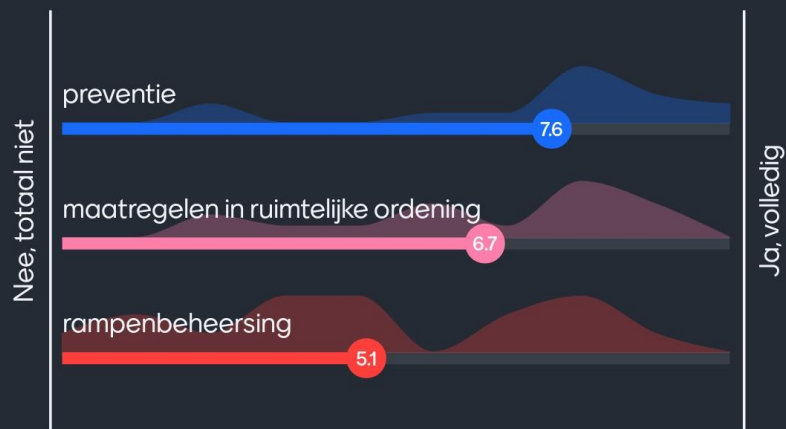 Nee, totaal niet
preventie
7.6
maatregelen in ruimtelijke ordening
6.7
rampenbeheersing
5.1
Ja, volledig